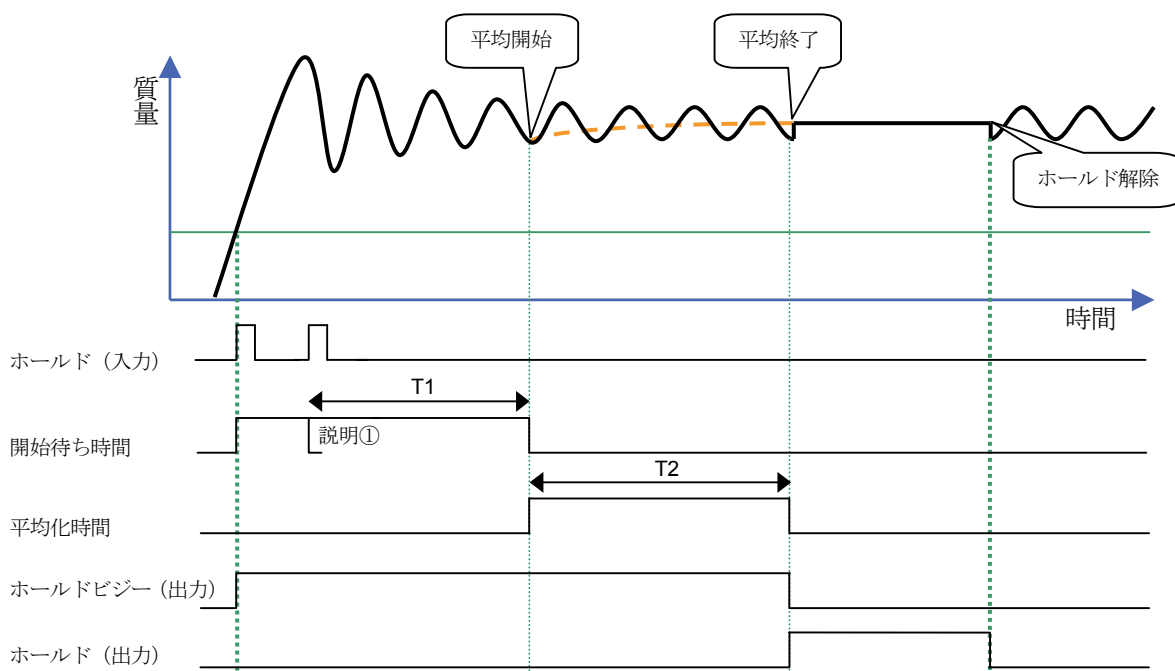 平均開始
平均終了
質量
ホールド解除
時間
ホールド（入力）
T1
開始待ち時間
説明①
T2
平均化時間
ホールドビジー（出力）
ホールド（出力）